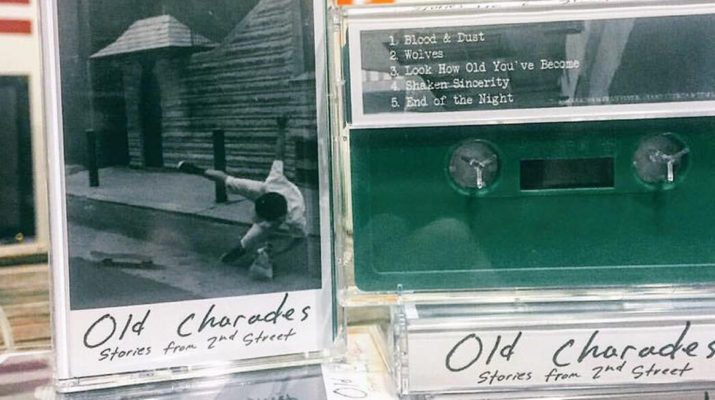 1. Blood & Dust
2. Wolves
3. Look How Old You've Become
4. Shaken Sincerity
5. End of the Night
Old Charades
Stories from 2nd Street
Old Charades
Stories from 2nd Street
Old